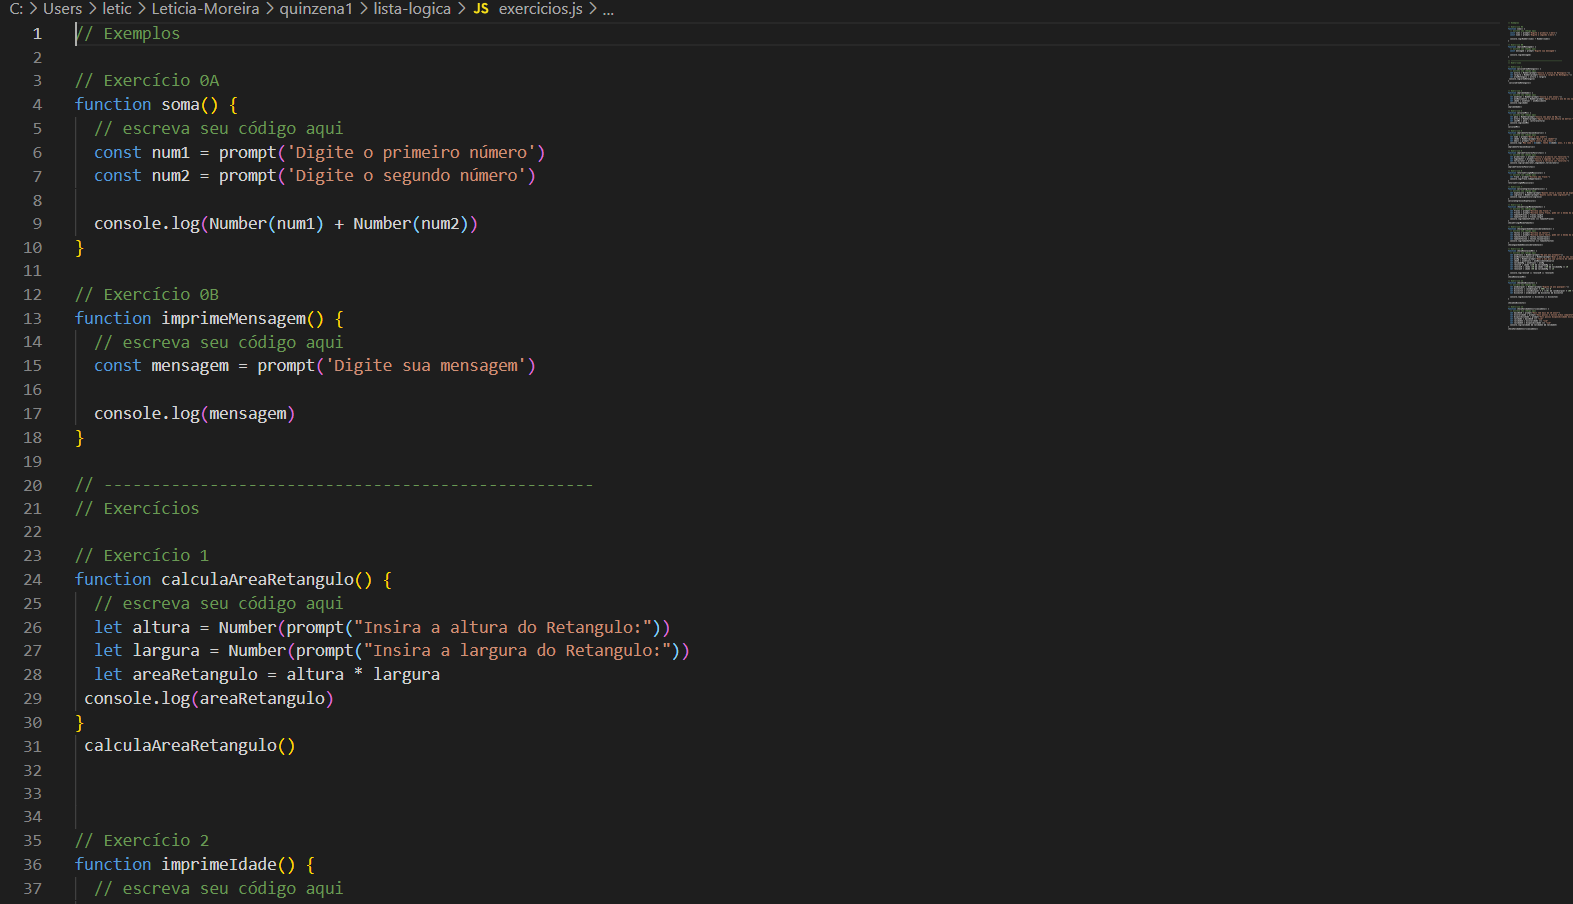 C: > Users > letic > Leticia-Moreira > quinzena1 > lista-logica > JS exercicios.js > ...
1 // Exemplos
2
3 // Exercício 0A
4 function soma() {
5 // escreva seu código aqui
6 const num1 = prompt('Digite o primeiro número')
7 const num2 = prompt('Digite o segundo número')
8
9 console.log(Number(num1) + Number(num2))
10 }
11
12 // Exercício 0B
13 function imprimeMensagem() {
14 // escreva seu código aqui
15 const mensagem = prompt('Digite sua mensagem')
16
17 console.log(mensagem)
18 }
19
20 // ---------------------------------------------------
21 // Exercícios
22
23 // Exercício 1
24 function calculaAreaRetangulo() {
25 // escreva seu código aqui
26 let altura = Number(prompt("Insira a altura do Retangulo:"))
27 let largura = Number(prompt("Insira a largura do Retangulo:"))
28 let areaRetangulo = altura * largura
29 console.log(areaRetangulo)
30 }
31 calculaAreaRetangulo()
32
33
34
35 // Exercício 2
36 function imprimeIdade() {
37 // escreva seu código aqui